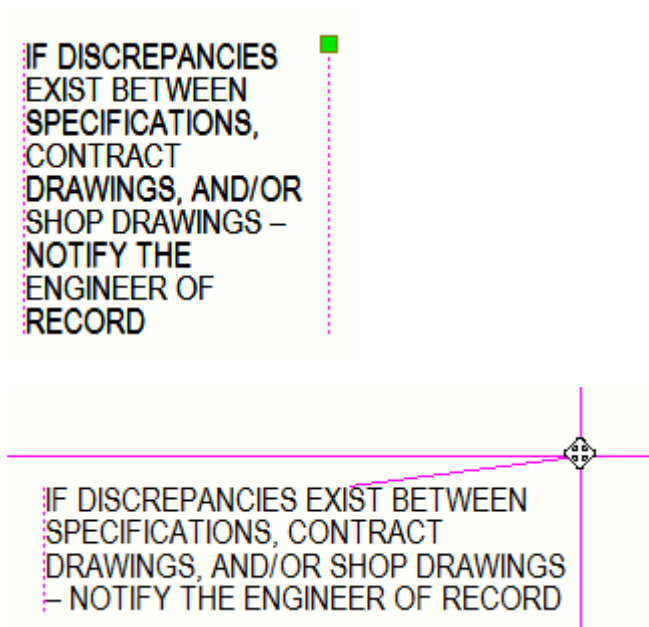 IF DISCREPANCIES
EXIST BETWEEN
SPECIFICATIONS,
CONTRACT
DRAWINGS, AND/OR
SHOP DRAWINGS –
NOTIFY THE
ENGINEER OF
RECORD
IF DISCREPANCIES EXIST BETWEEN
SPECIFICATIONS, CONTRACT
DRAWINGS, AND/OR SHOP DRAWINGS
– NOTIFY THE ENGINEER OF RECORD